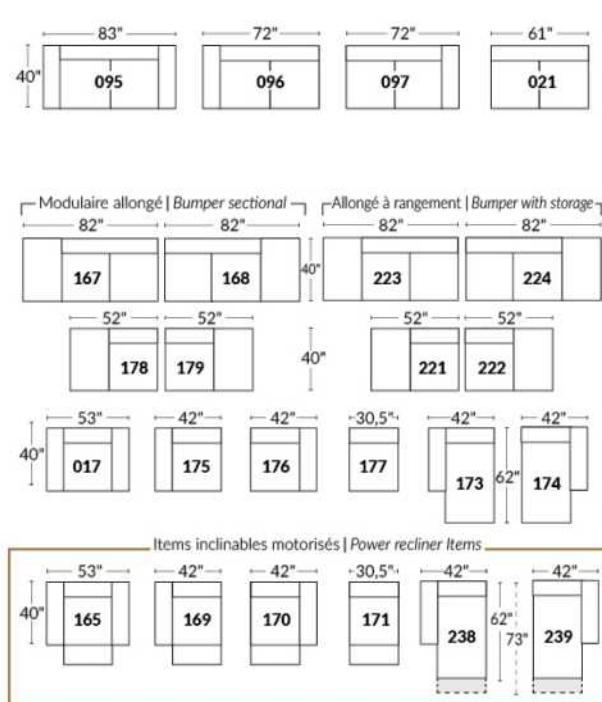 83" 72" 72" 61"
40" 095 096 097 021
Modulaire allongé | Bumper sectional Allongé à rangement | Bumper with storage
82" 82" 82" 82"
167 168 40" 223 224
52" 52" 52" 52"
178 179 40" 221 222
53" 42" 42" 30,5" 42" 42"
40" 017 175 176 177 173 62" 174
Items inclinables motorisés | Power recliner Items
53" 42" 42" 30,5" 42" 42"
40" 165 169 170 171 238 62" 73" 239